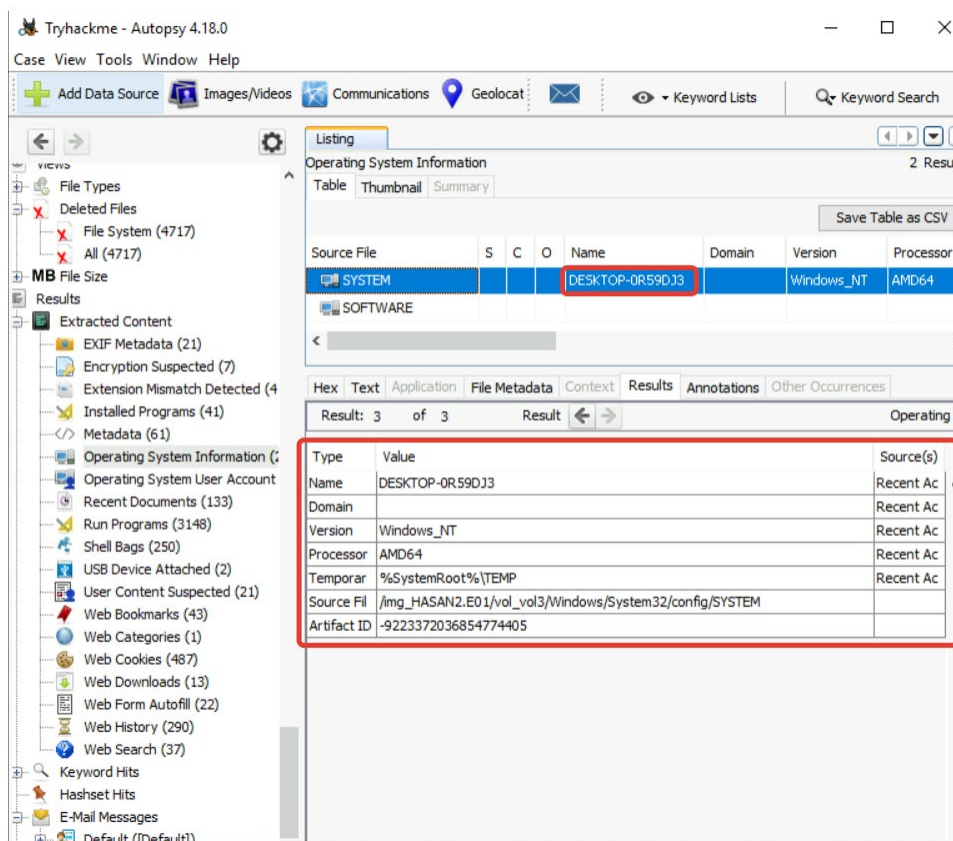 Tryhackme - Autopsy 4.18.0
Case View Tools Window Help
Add Data Source Images/Videos Communications Geolocat Keyword Lists Keyword Search
Listing
Operating System Information 2 Resu
Table Thumbnail Summary
Save Table as CSV
Source File S C O Name Domain Version Processor
SYSTEM DESKTOP-0R59DJ3 Windows_NT AMD64
SOFTWARE
Views
File Types
Deleted Files
File System (4717)
All (4717)
MB File Size
Results
Extracted Content
EXIF Metadata (21)
Encryption Suspected (7)
Extension Mismatch Detected (4
Installed Programs (41)
</> Metadata (61)
Operating System Information (2
Operating System User Account
Recent Documents (133)
Run Programs (3148)
Shell Bags (250)
USB Device Attached (2)
User Content Suspected (21)
Web Bookmarks (43)
Web Categories (1)
Web Cookies (487)
Web Downloads (13)
Web Form Autofill (22)
Web History (290)
Web Search (37)
Keyword Hits
Hashset Hits
E-Mail Messages
Default ([Default])
Hex Text Application File Metadata Context Results Annotations Other Occurrences
Result: 3 of 3 Result Operating
Type Value Source(s)
Name DESKTOP-0R59DJ3 Recent Ac
Domain Recent Ac
Version Windows_NT Recent Ac
Processor AMD64 Recent Ac
Temporar %SystemRoot%\TEMP Recent Ac
Source Fil /img_HASAN2.E01/vol_vol3/Windows/System32/config/SYSTEM
Artifact ID -9223372036854774405